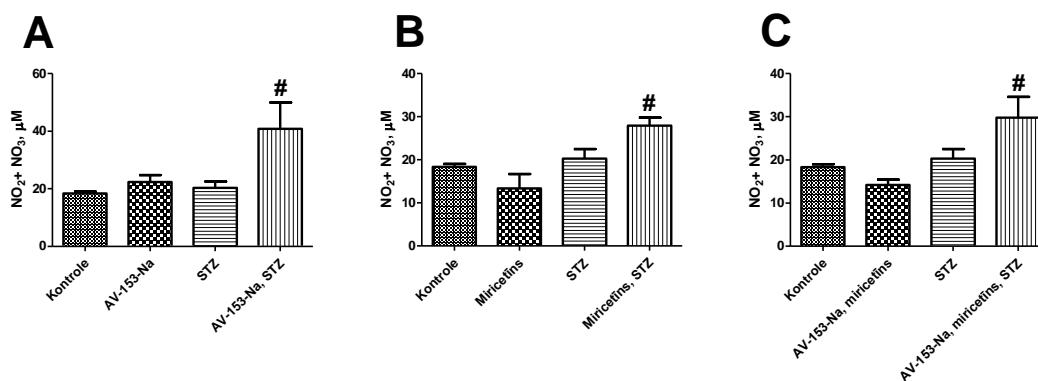 A
NO2+ NO3, µM
60
40
20
0
#
Kontrole
AV-153-Na
STZ
AV-153-Na, STZ
B
NO2+ NO3, µM
40
30
20
10
0
#
Kontrole
Miricetīns
STZ
Miricetīns, STZ
C
NO2+ NO3, µM
40
30
20
10
0
#
Kontrole
AV-153-Na, miricetīns
STZ
AV-153-Na, miricetīns, STZ